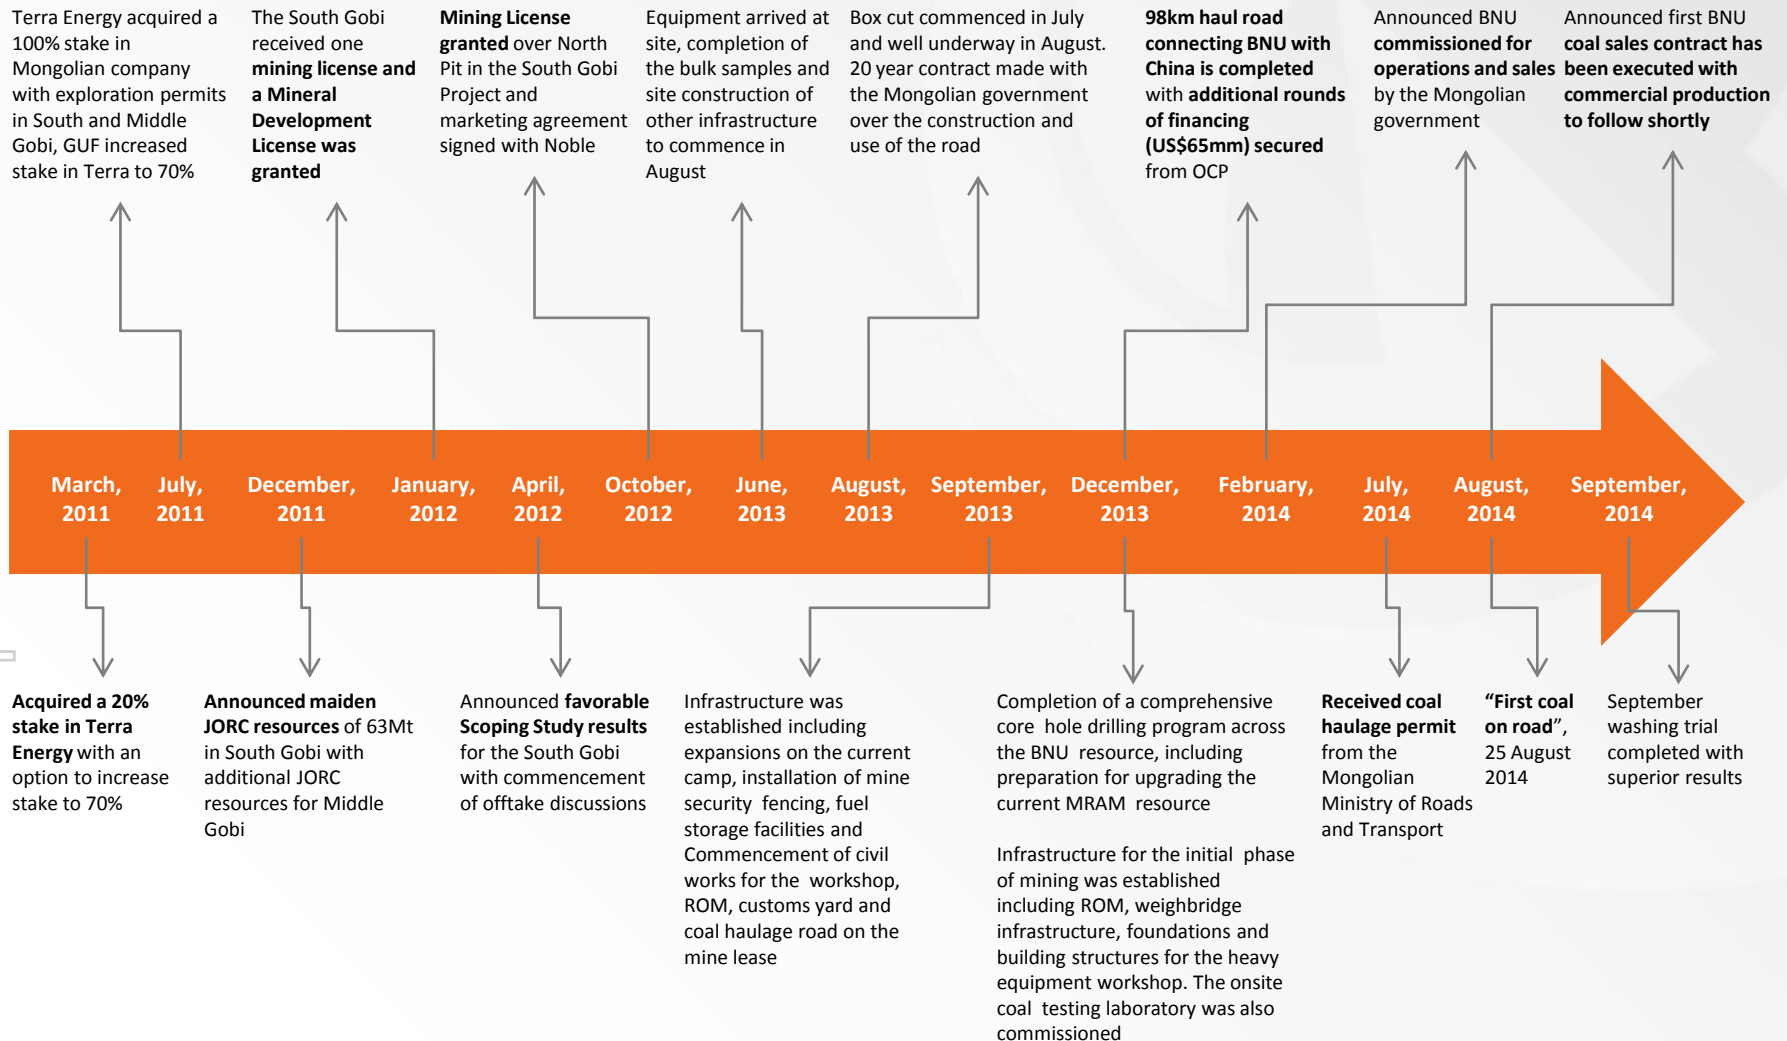 Terra Energy acquired a
100% stake in
Mongolian company
with exploration permits
in South and Middle
Gobi, GUF increased
stake in Terra to 70%
The South Gobi
received one
mining license and
a Mineral
Development
License was
granted
Mining License
granted over North
Pit in the South Gobi
Project and
marketing agreement
signed with Noble
Equipment arrived at
site, completion of
the bulk samples and
site construction of
other infrastructure
to commence in
August
Box cut commenced in July
and well underway in August.
20 year contract made with
the Mongolian government
over the construction and
use of the road
98km haul road
connecting BNU with
China is completed
with additional rounds
of financing
(US$65mm) secured
from OCP
Announced BNU
commissioned for
operations and sales
by the Mongolian
government
Announced first BNU
coal sales contract has
been executed with
commercial production
to follow shortly
March,
2011
July,
2011
December,
2011
January,
2012
April,
2012
October,
2012
June,
2013
August,
2013
September,
2013
December,
2013
February,
2014
July,
2014
August,
2014
September,
2014
Acquired a 20%
stake in Terra
Energy with an
option to increase
stake to 70%
Announced maiden
JORC resources of 63Mt
in South Gobi with
additional JORC
resources for Middle
Gobi
Announced favorable
Scoping Study results
for the South Gobi
with commencement
of offtake discussions
Infrastructure was
established including
expansions on the current
camp, installation of mine
security fencing, fuel
storage facilities and
Commencement of civil
works for the workshop,
ROM, customs yard and
coal haulage road on the
mine lease
Completion of a comprehensive
core hole drilling program across
the BNU resource, including
preparation for upgrading the
current MRAM resource
Infrastructure for the initial phase
of mining was established
including ROM, weighbridge
infrastructure, foundations and
building structures for the heavy
equipment workshop. The onsite
coal testing laboratory was also
commissioned
Received coal
haulage permit
from the
Mongolian
Ministry of Roads
and Transport
“First coal
on road”,
25 August
2014
September
washing trial
completed with
superior results